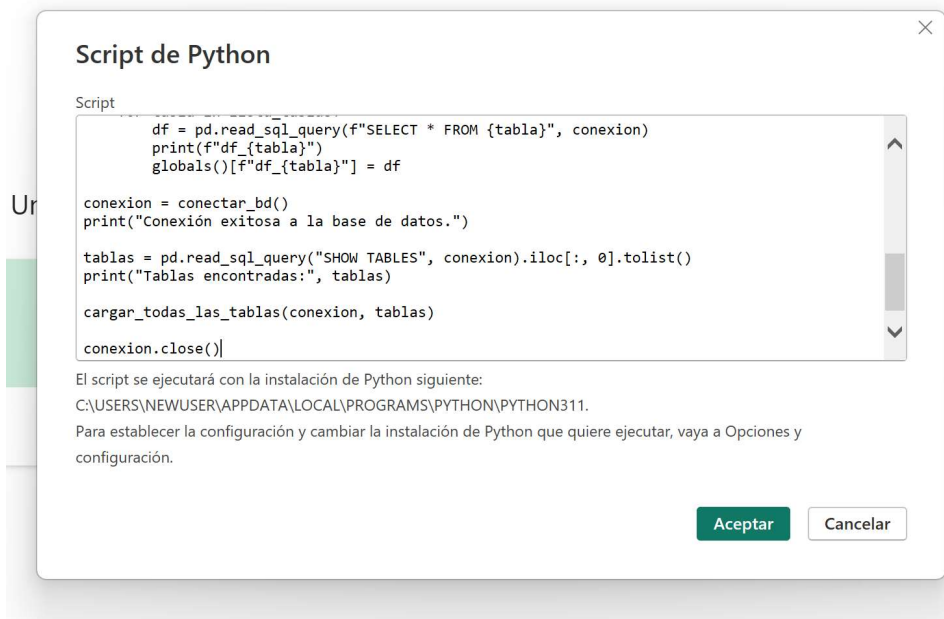 Script de Python
Script
df = pd.read_sql_query(f"SELECT * FROM {tabla}", conexion)
print(f"df_{tabla}")
globals()[f"df_{tabla}"] = df
Ur
conexion = conectar_bd()
print("Conexión exitosa a la base de datos.")
tablas = pd.read_sql_query("SHOW TABLES", conexion).iloc[:, 0].tolist()
print("Tablas encontradas:", tablas)
cargar_todas_las_tablas(conexion, tablas)
conexion.close()
El script se ejecutará con la instalación de Python siguiente:
C:\USERS\NEWUSER\APPDATA\LOCAL\PROGRAMS\PYTHON\PYTHON311.
Para establecer la configuración y cambiar la instalación de Python que quiere ejecutar, vaya a Opciones y
configuración.
Aceptar Cancelar